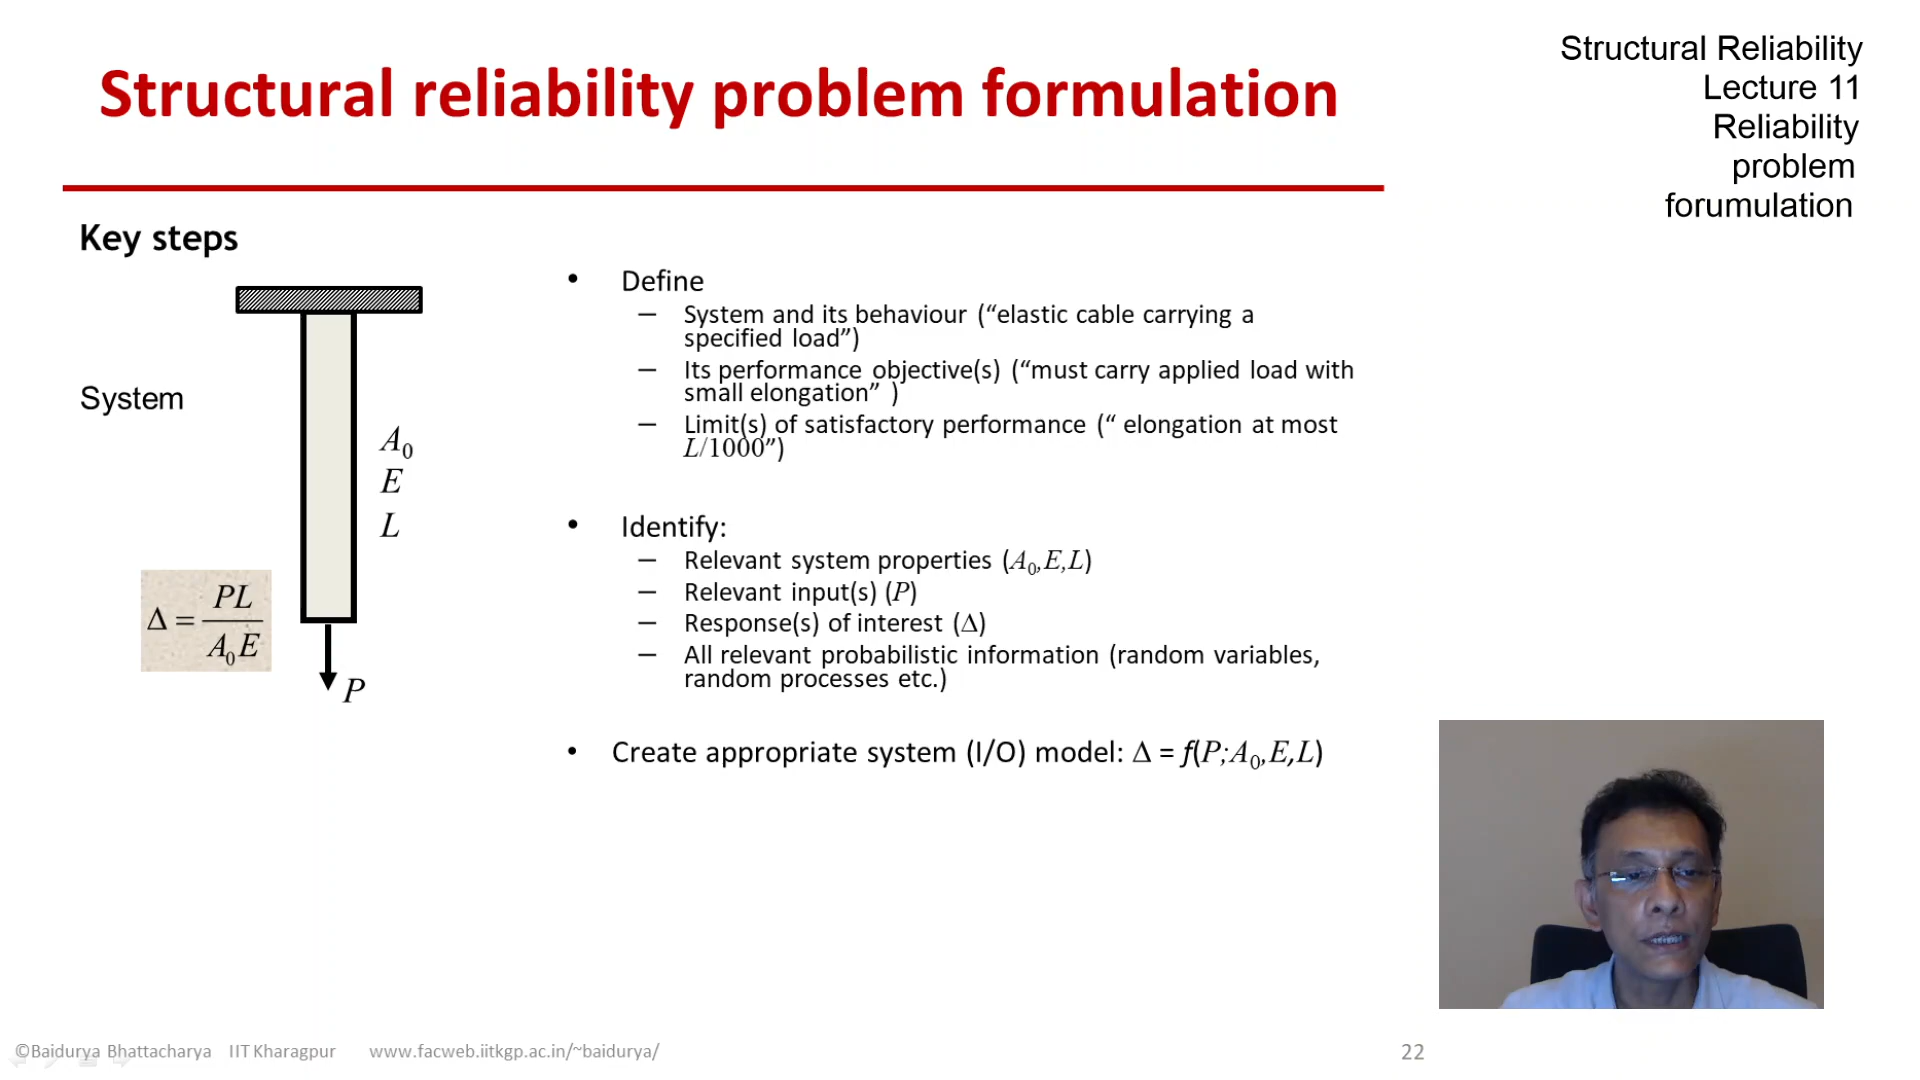 Structural reliability problem formulation
Structural Reliability
Lecture 11
Reliability
problem
forumulation
Key steps
System
A0
E
L
Δ = PL / A0E
P
• Define
– System and its behaviour (“elastic cable carrying a
specified load”)
– Its performance objective(s) (“must carry applied load with
small elongation” )
– Limit(s) of satisfactory performance (“ elongation at most
L/1000”)
• Identify:
– Relevant system properties (A0,E,L)
– Relevant input(s) (P)
– Response(s) of interest (Δ)
– All relevant probabilistic information (random variables,
random processes etc.)
• Create appropriate system (I/O) model: Δ = f(P;A0,E,L)
©Baidurya Bhattacharya IIT Kharagpur www.facweb.iitkgp.ac.in/~baidurya/
22